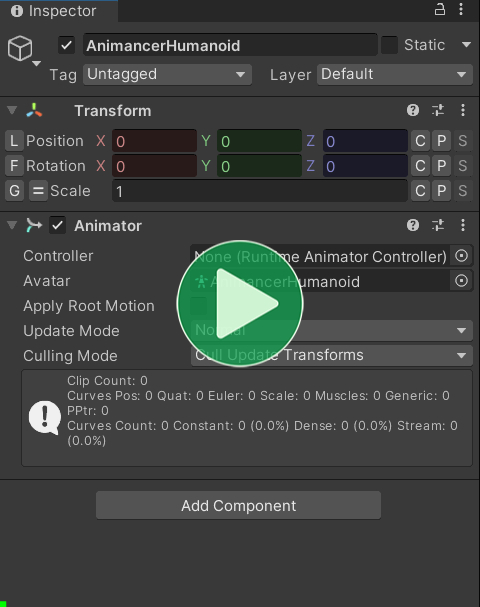 Inspector
AnimancerHumanoid Static
Tag Untagged Layer Default
Transform
L Position X 0 Y 0 Z 0 C P S
F Rotation X 0 Y 0 Z 0 C P S
G = Scale 1 C P S
Animator
Controller None (Runtime Animator Controller)
Avatar AnimancerHumanoid
Apply Root Motion
Update Mode Normal
Culling Mode Cull Update Transforms
Clip Count: 0
Curves Pos: 0 Quat: 0 Euler: 0 Scale: 0 Muscles: 0 Generic: 0
PPtr: 0
Curves Count: 0 Constant: 0 (0.0%) Dense: 0 (0.0%) Stream: 0
(0.0%)
Add Component